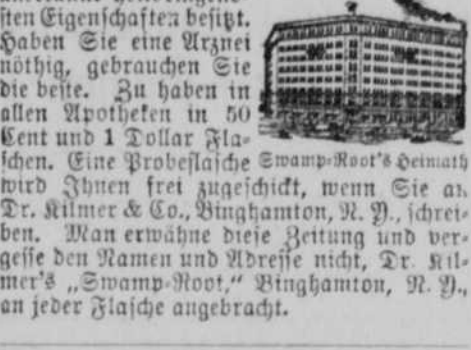 sten Eigenschaften besitzt.
Haben Sie eine Arznei
nöthig, gebrauchen Sie
die beste. Zu haben in
allen Apotheken in 50
Cent und 1 Dollar Fla-
schen. Eine Probeflasche
Swamp-Root's Heimath
wird Ihnen frei zugeschickt, wenn Sie an
Dr. Kilmer & Co., Binghamton, N. Y., schrei-
ben. Man erwähne diese Zeitung und ver-
gesse den Namen und Adresse nicht, Dr. Kil-
mer's „Swamp-Root," Binghamton, N. Y.,
an jeder Flasche angebracht.